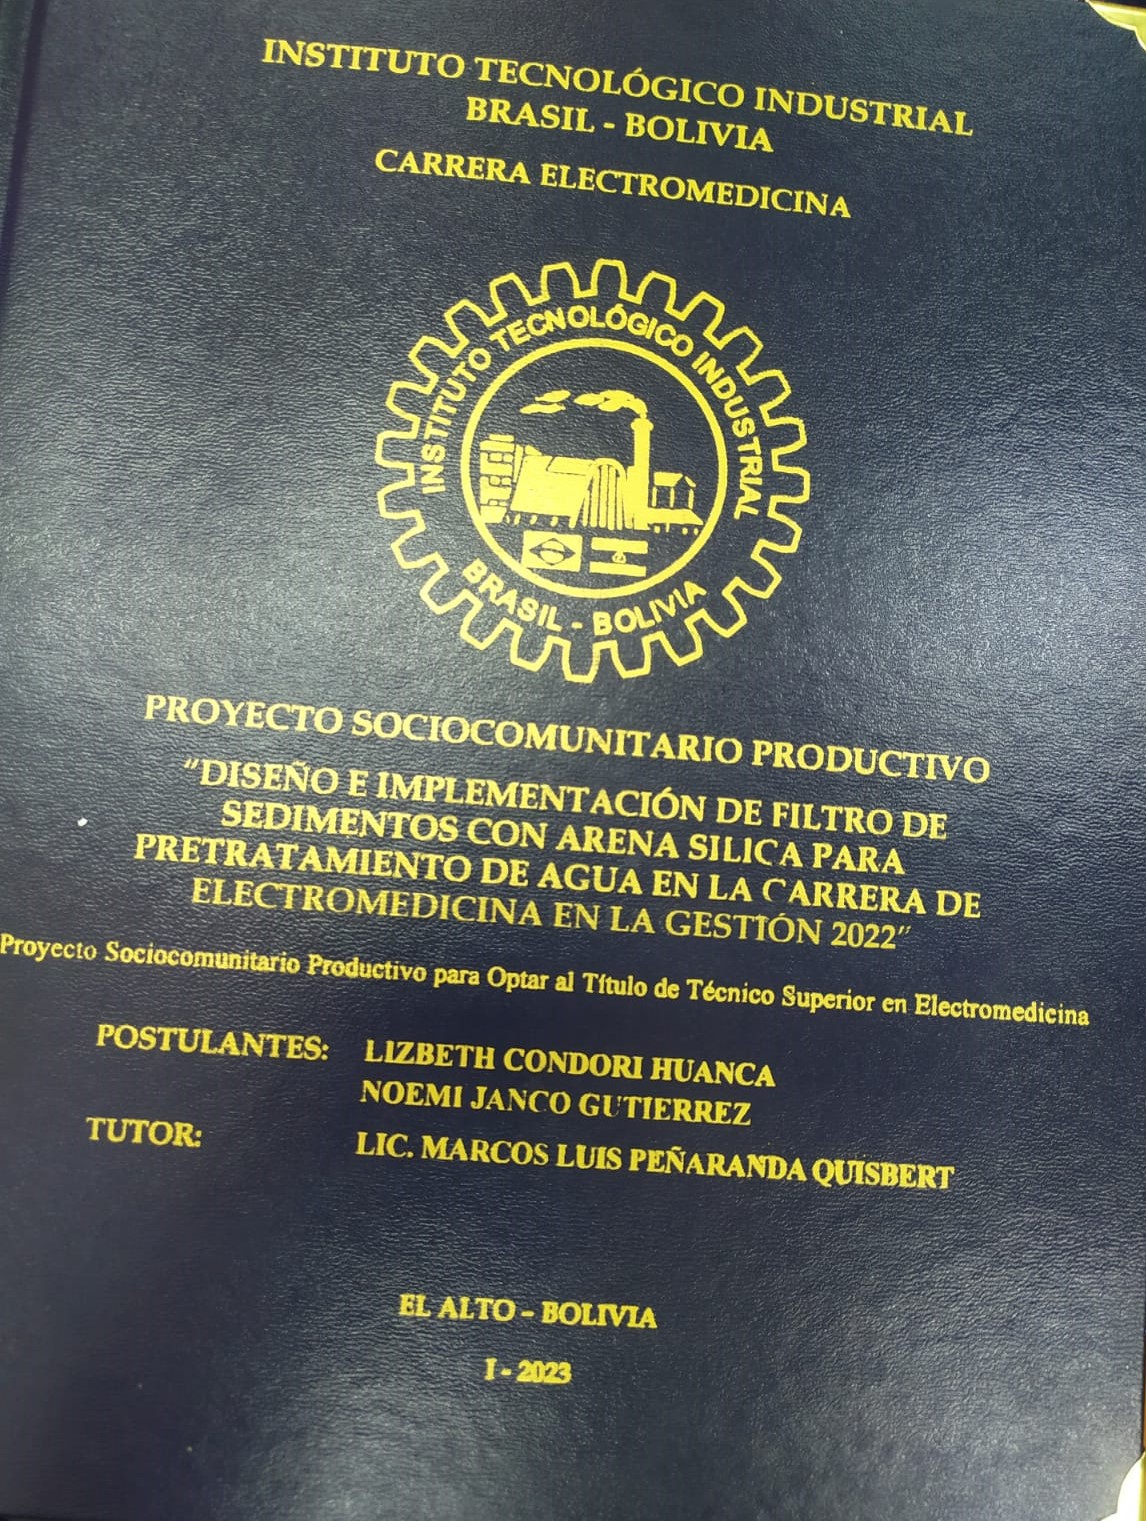 INSTITUTO TECNOLÓGICO INDUSTRIAL
BRASIL - BOLIVIA
CARRERA ELECTROMEDICINA
INSTITUTO TECNOLÓGICO INDUSTRIAL
BRASIL - BOLIVIA
PROYECTO SOCIOCOMUNITARIO PRODUCTIVO
"DISEÑO E IMPLEMENTACIÓN DE FILTRO DE
SEDIMENTOS CON ARENA SILICA PARA
PRETRATAMIENTO DE AGUA EN LA CARRERA DE
ELECTROMEDICINA EN LA GESTIÓN 2022"
Proyecto Sociocomunitario Productivo para Optar al Título de Técnico Superior en Electromedicina
POSTULANTES: LIZBETH CONDORI HUANCA
NOEMI JANCO GUTIERREZ
TUTOR: LIC. MARCOS LUIS PEÑARANDA QUISBERT
EL ALTO - BOLIVIA
I - 2023